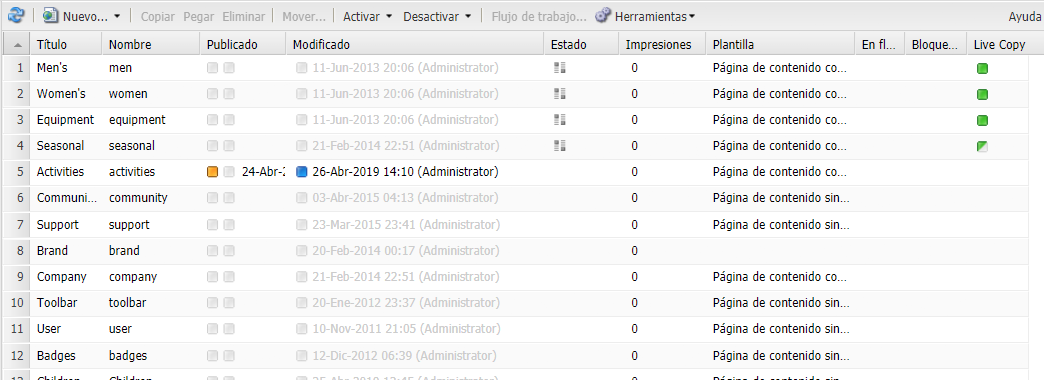 Nuevo... Copiar Pegar Eliminar Mover... Activar Desactivar Flujo de trabajo... Herramientas Ayuda
Título Nombre Publicado Modificado Estado Impresiones Plantilla En fl... Bloque... Live Copy
1 Men's men 11-Jun-2013 20:06 (Administrator) 0 Página de contenido co...
2 Women's women 11-Jun-2013 20:06 (Administrator) 0 Página de contenido co...
3 Equipment equipment 11-Jun-2013 20:06 (Administrator) 0 Página de contenido co...
4 Seasonal seasonal 21-Feb-2014 22:51 (Administrator) 0 Página de contenido co...
5 Activities activities 24-Abr-2 26-Abr-2019 14:10 (Administrator) 0 Página de contenido co...
6 Communi... community 03-Abr-2015 04:13 (Administrator) 0 Página de contenido sin...
7 Support support 23-Mar-2015 23:41 (Administrator) 0 Página de contenido sin...
8 Brand brand 20-Feb-2014 00:17 (Administrator) 0
9 Company company 21-Feb-2014 22:51 (Administrator) 0 Página de contenido co...
10 Toolbar toolbar 20-Ene-2012 23:37 (Administrator) 0 Página de contenido sin...
11 User user 10-Nov-2011 21:05 (Administrator) 0 Página de contenido sin...
12 Badges badges 12-Dic-2012 06:39 (Administrator) 0 Página de contenido sin...